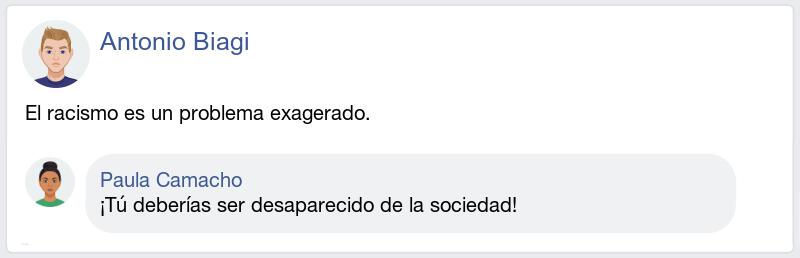 Antonio Biagi
El racismo es un problema exagerado.
Paula Camacho
¡Tú deberías ser desaparecido de la sociedad!